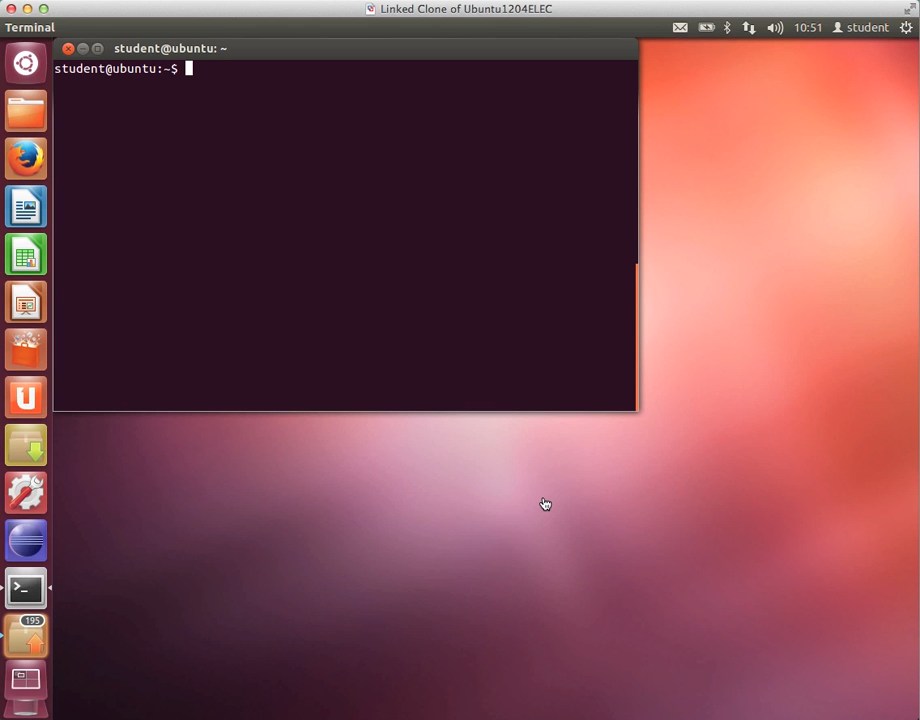 Linked Clone of Ubuntu1204ELEC
Terminal
10:51
student
student@ubuntu: ~
student@ubuntu:~$
U
>_
195